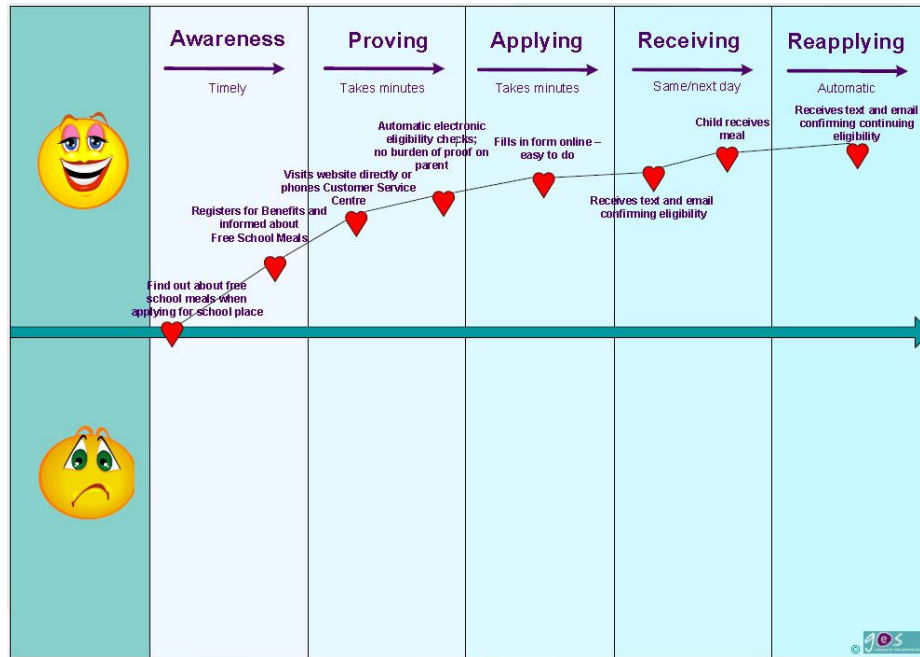 Awareness
Proving
Applying
Receiving
Reapplying
Timely
Takes minutes
Takes minutes
Same/next day
Automatic
Find out about free
school meals when
applying for school place
Registers for Benefits and
informed about
Free School Meals
Visits website directly or
phones Customer Service
Centre
Automatic electronic
eligibility checks;
no burden of proof on
parent
Fills in form online –
easy to do
Receives text and email
confirming eligibility
Child receives
meal
Receives text and email
confirming continuing
eligibility
© ges